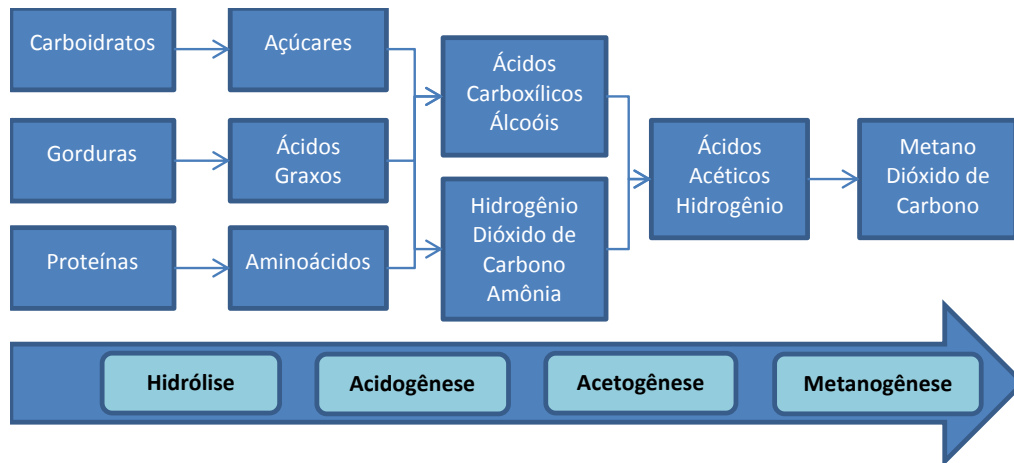 Carboidratos
Açúcares
Ácidos
Carboxílicos
Álcoóis
Gorduras
Ácidos
Graxos
Ácidos
Acéticos
Hidrogênio
Metano
Dióxido de
Carbono
Hidrogênio
Dióxido de
Carbono
Amônia
Proteínas
Aminoácidos
Hidrólise
Acidogênese
Acetogênese
Metanogênese